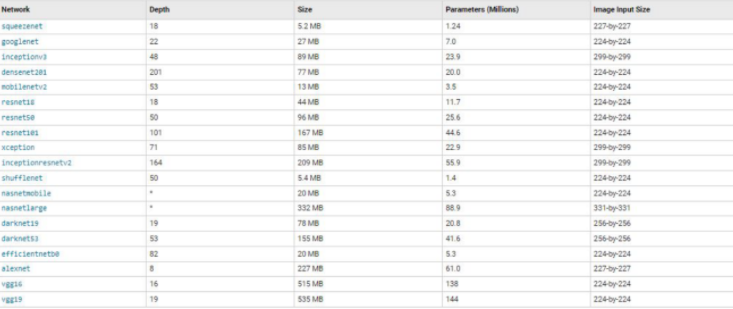 Network Depth Size Parameters (Millions) Image Input Size
squeezenet 18 5.2 MB 1.24 227-by-227
googlenet 22 27 MB 7.0 224-by-224
inceptionv3 48 89 MB 23.9 299-by-299
densenet201 201 77 MB 20.0 224-by-224
mobilenetv2 53 13 MB 3.5 224-by-224
resnet18 18 44 MB 11.7 224-by-224
resnet50 50 96 MB 25.6 224-by-224
resnet101 101 167 MB 44.6 224-by-224
xception 71 85 MB 22.9 299-by-299
inceptionresnetv2 164 209 MB 55.9 299-by-299
shufflenet 50 5.4 MB 1.4 224-by-224
nasnetmobile * 20 MB 5.3 224-by-224
nasnetlarge * 332 MB 88.9 331-by-331
darknet19 19 78 MB 20.8 256-by-256
darknet53 53 155 MB 41.6 256-by-256
efficientnetb0 82 20 MB 5.3 224-by-224
alexnet 8 227 MB 61.0 227-by-227
vgg16 16 515 MB 138 224-by-224
vgg19 19 535 MB 144 224-by-224